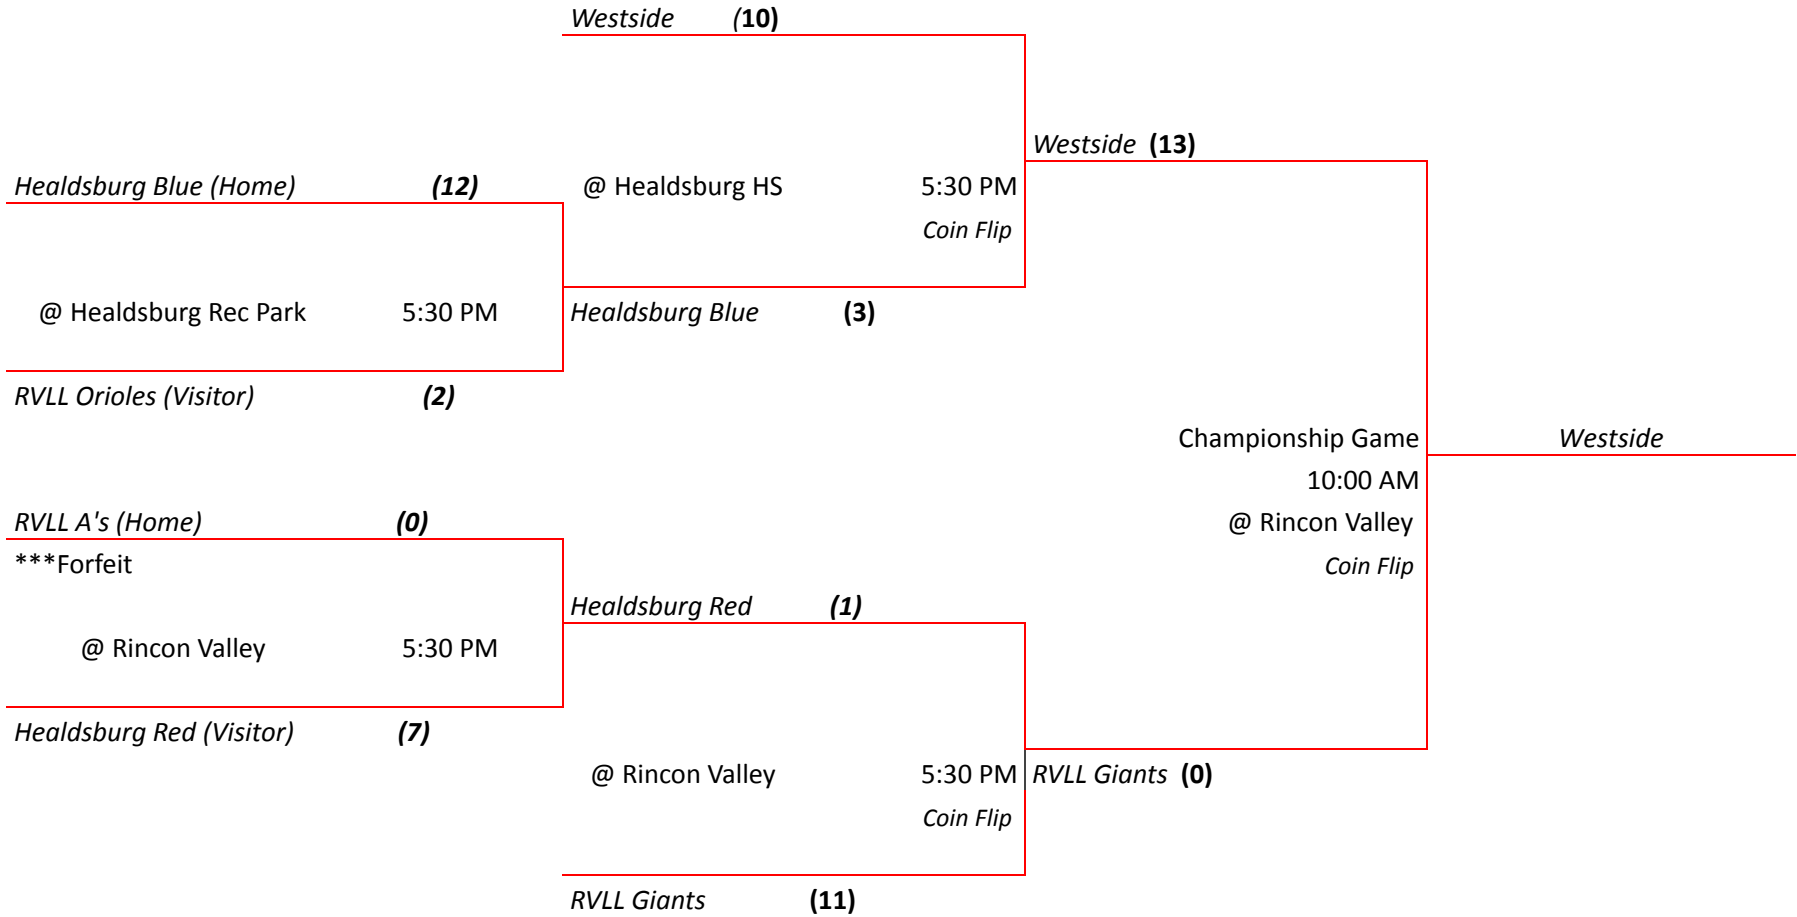 Westside (10)
Westside (13)
Healdsburg Blue (Home) (12) @ Healdsburg HS 5:30 PM
Coin Flip
@ Healdsburg Rec Park 5:30 PM Healdsburg Blue (3)
RVLL Orioles (Visitor) (2)
Championship Game Westside
10:00 AM
RVLL A's (Home) (0) @ Rincon Valley
***Forfeit Coin Flip
Healdsburg Red (1)
@ Rincon Valley 5:30 PM
Healdsburg Red (Visitor) (7)
@ Rincon Valley 5:30 PM RVLL Giants (0)
Coin Flip
RVLL Giants (11)